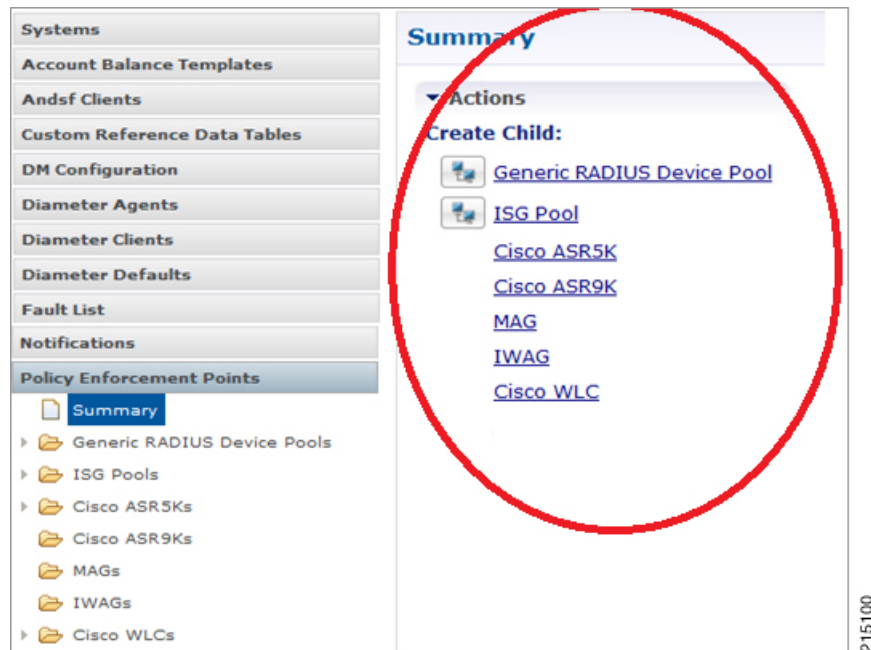 Systems
Account Balance Templates
Andsf Clients
Custom Reference Data Tables
DM Configuration
Diameter Agents
Diameter Clients
Diameter Defaults
Fault List
Notifications
Policy Enforcement Points
Summary
Generic RADIUS Device Pools
ISG Pools
Cisco ASR5Ks
Cisco ASR9Ks
MAGs
IWAGs
Cisco WLCs
Summary
Actions
Create Child:
Generic RADIUS Device Pool
ISG Pool
Cisco ASR5K
Cisco ASR9K
MAG
IWAG
Cisco WLC
215100